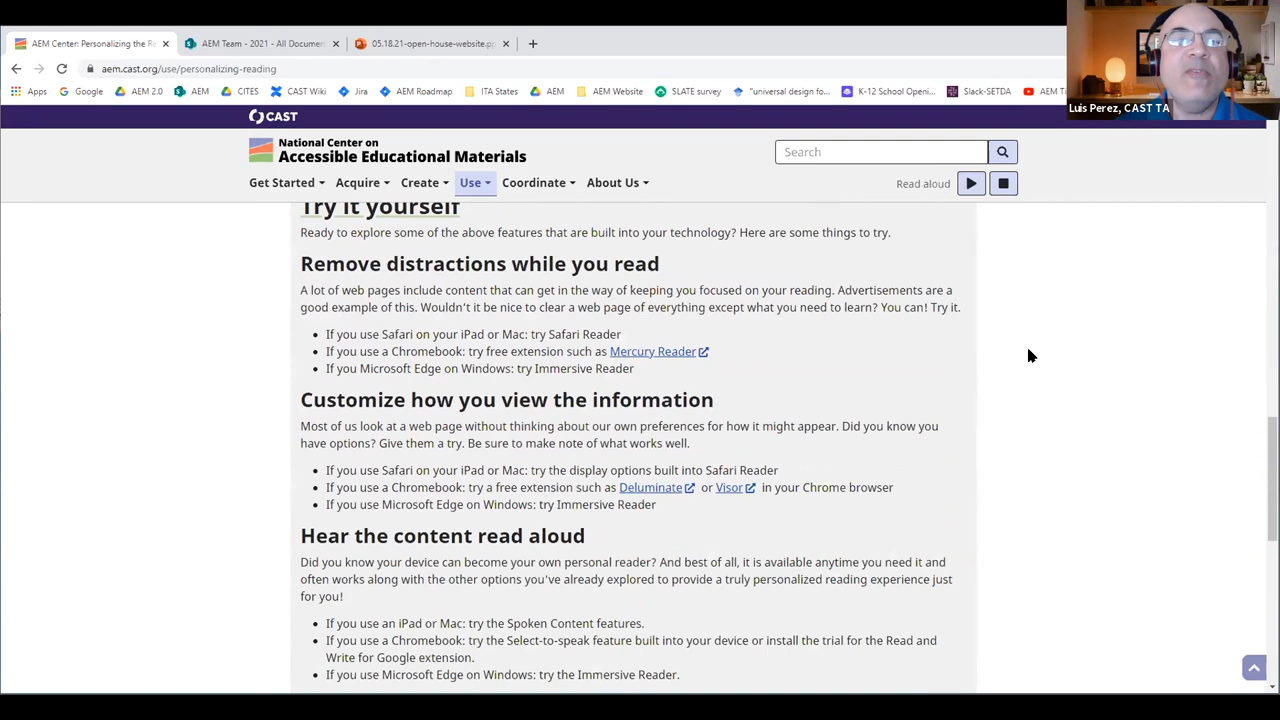 AEM Center: Personalizing the Re
AEM Team - 2021 - All Document
05.18.21-open-house-website.pp
aem.cast.org/use/personalizing-reading
Apps Google AEM 2.0 AEM CITES CAST Wiki Jira AEM Roadmap ITA States AEM AEM Website SLATE survey "universal design fo... K-12 School Openi... Slack-SETDA AEM
Luis Perez, CAST TA
CAST
National Center on
Accessible Educational Materials
Search
Get Started Acquire Create Use Coordinate About Us
Read aloud
Try it yourself
Ready to explore some of the above features that are built into your technology? Here are some things to try.
Remove distractions while you read
A lot of web pages include content that can get in the way of keeping you focused on your reading. Advertisements are a
good example of this. Wouldn't it be nice to clear a web page of everything except what you need to learn? You can! Try it.
If you use Safari on your iPad or Mac: try Safari Reader
If you use a Chromebook: try free extension such as Mercury Reader
If you Microsoft Edge on Windows: try Immersive Reader
Customize how you view the information
Most of us look at a web page without thinking about our own preferences for how it might appear. Did you know you
have options? Give them a try. Be sure to make note of what works well.
If you use Safari on your iPad or Mac: try the display options built into Safari Reader
If you use a Chromebook: try a free extension such as Deluminate or Visor in your Chrome browser
If you use Microsoft Edge on Windows: try Immersive Reader
Hear the content read aloud
Did you know your device can become your own personal reader? And best of all, it is available anytime you need it and
often works along with the other options you've already explored to provide a truly personalized reading experience just
for you!
If you use an iPad or Mac: try the Spoken Content features.
If you use a Chromebook: try the Select-to-speak feature built into your device or install the trial for the Read and
Write for Google extension.
If you use Microsoft Edge on Windows: try the Immersive Reader.